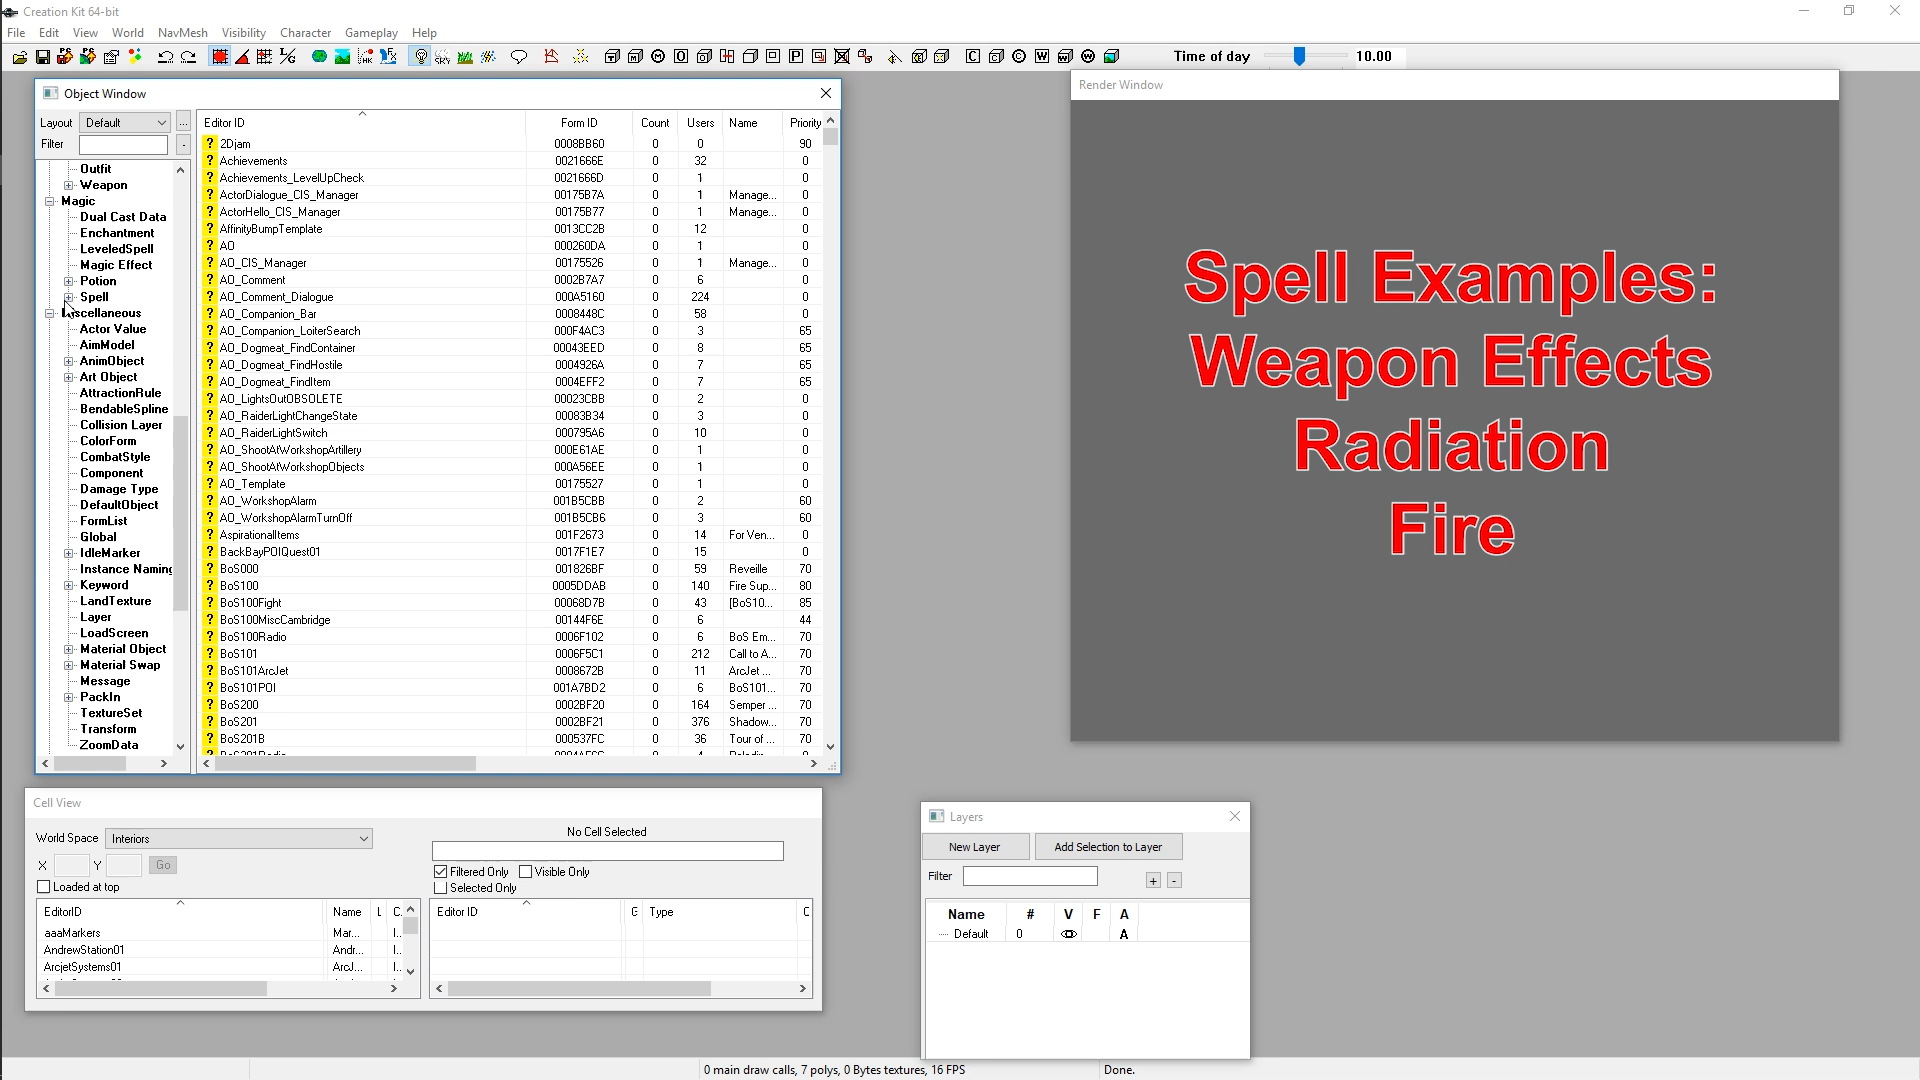 Creation Kit 64-bit
File Edit View World NavMesh Visibility Character Gameplay Help
Time of day 10.00
Object Window
Layout Default ...
Filter -
Outfit
Weapon
Magic
Dual Cast Data
Enchantment
LeveledSpell
Magic Effect
Potion
Spell
Actor Value
AimModel
AnimObject
Art Object
AttractionRule
BendableSpline
Collision Layer
ColorForm
CombatStyle
Component
Damage Type
DefaultObject
FormList
Global
IdleMarker
Instance Naming
Keyword
LandTexture
Layer
LoadScreen
Material Object
Material Swap
Message
PackIn
TextureSet
Transform
ZoomData
Editor ID Form ID Count Users Name Priority
? 2Djam 0008BB60 0 0 90
? Achievements 0021666E 0 32 0
? Achievements_LevelUpCheck 0021666D 0 1 0
? ActorDialogue_CIS_Manager 00175B7A 0 1 Manage... 0
? ActorHello_CIS_Manager 00175B77 0 1 Manage... 0
? AffinityBumpTemplate 0013CC2B 0 12 0
? AO 000260DA 0 1 0
? AO_CIS_Manager 00175526 0 1 Manage... 0
? AO_Comment 0002B7A7 0 6 0
? AO_Comment_Dialogue 000A5160 0 224 0
? AO_Companion_Bar 0008448C 0 58 0
? AO_Companion_LoiterSearch 000F4AC3 0 3 65
? AO_Dogmeat_FindContainer 00043EED 0 8 65
? AO_Dogmeat_FindHostile 0004926A 0 7 65
? AO_Dogmeat_FindItem 0004EFF2 0 7 65
? AO_LightsOutOBSOLETE 00023CBB 0 2 0
? AO_RaiderLightChangeState 00083B34 0 3 0
? AO_RaiderLightSwitch 000795A6 0 10 0
? AO_ShootAtWorkshopArtillery 000E61AE 0 1 0
? AO_ShootAtWorkshopObjects 000A56EE 0 1 0
? AO_Template 00175527 0 1 0
? AO_WorkshopAlarm 001B5CBB 0 2 60
? AO_WorkshopAlarmTurnOff 001B5CB6 0 3 60
? AspirationalItems 001F2673 0 14 For Ven... 0
? BackBayPOIQuest01 0017F1E7 0 15 0
? BoS000 001826BF 0 59 Reveille 70
? BoS100 0005DDAB 0 140 Fire Sup... 80
? BoS100Fight 00068D7B 0 43 [BoS10... 85
? BoS100MiscCambridge 00144F6E 0 6 44
? BoS100Radio 0006F102 0 6 BoS Em... 70
? BoS101 0006F5C1 0 212 Call to A... 70
? BoS101ArcJet 0008672B 0 11 ArcJet ... 70
? BoS101POI 001A7BD2 0 6 BoS101... 70
? BoS200 0002BF20 0 164 Semper ... 70
? BoS201 0002BF21 0 376 Shadow... 70
? BoS201B 000537FC 0 36 Tour of ... 70
Render Window
Spell Examples:
Weapon Effects
Radiation
Fire
Cell View
World Space Interiors
X Y Go
Loaded at top
EditorID Name L C.
aaaMarkers Mar... I..
AndrewStation01 Andr... I..
ArcjetSystems01 ArcJ... I..
No Cell Selected
Filtered Only Visible Only
Selected Only
Editor ID Type
Layers
New Layer Add Selection to Layer
Filter + -
Name # V F A
Default 0 A
0 main draw calls, 7 polys, 0 Bytes textures, 16 FPS Done.